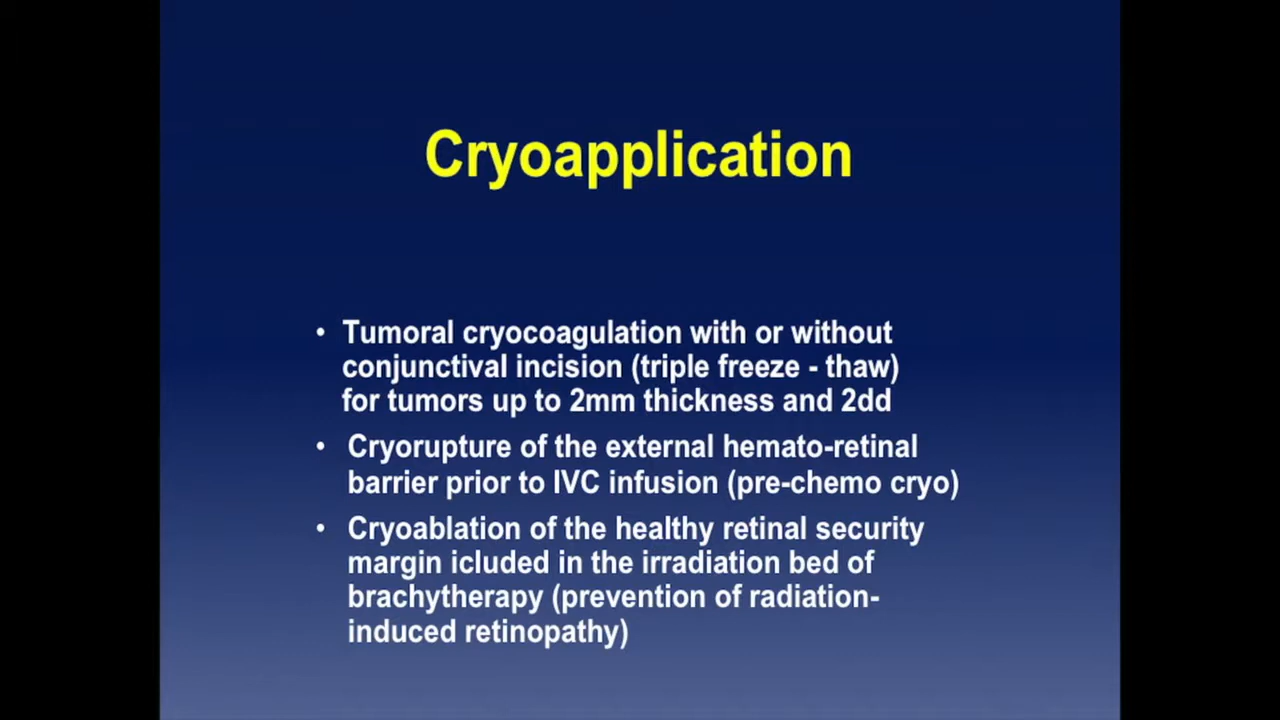 Cryoapplication
• Tumoral cryocoagulation with or without
conjunctival incision (triple freeze - thaw)
for tumors up to 2mm thickness and 2dd
• Cryorupture of the external hemato-retinal
barrier prior to IVC infusion (pre-chemo cryo)
• Cryoablation of the healthy retinal security
margin icluded in the irradiation bed of
brachytherapy (prevention of radiation-
induced retinopathy)